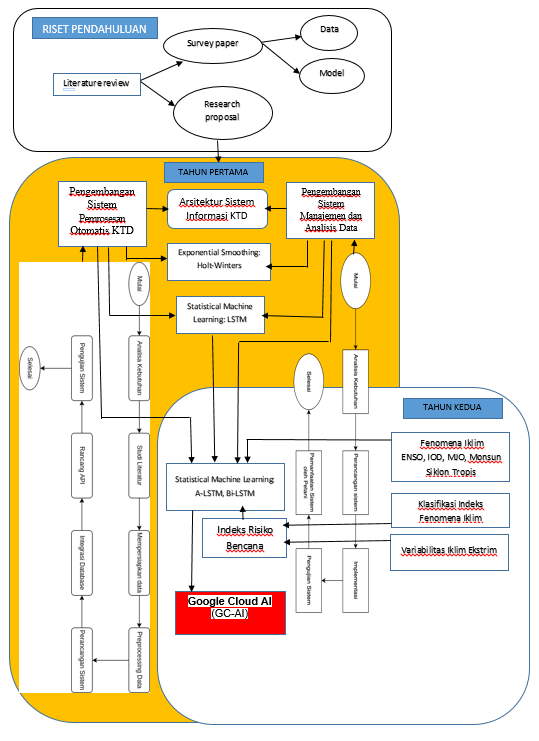 RISET PENDAHULUAN
Data
Survey paper
Model
Literature review
Research
proposal
TAHUN PERTAMA
Pengembangan
Sistem
Pemrosesan
Otomatis KTD
Arsitektur Sistem
Informasi KTD
Pengembangan
Sistem
Manajemen dan
Analisis Data
Exponential Smoothing:
Holt-Winters
Statistical Machine
Learning: LSTM
Mulai
Analisa Kebutuhan
Studi Literatur
Mempersiapkan data
Preprocessing Data
Perancangan Sistem
Integrasi Database
Rancang API
Pengujian Sistem
Selesai
Mulai
Analisis Kebutuhan
Perancangan sistem
Implementasi
Pengujian Sistem
Pemanfaatan Sistem
oleh Petani
Selesai
TAHUN KEDUA
Fenomena Iklim
ENSO, IOD, MJO, Monsun
Siklon Tropis
Statistical Machine Learning:
A-LSTM, Bi-LSTM
Klasifikasi Indeks
Fenomena Iklim
Indeks Risiko
Bencana
Variabilitas Iklim Ekstrim
Google Cloud AI
(GC-AI)